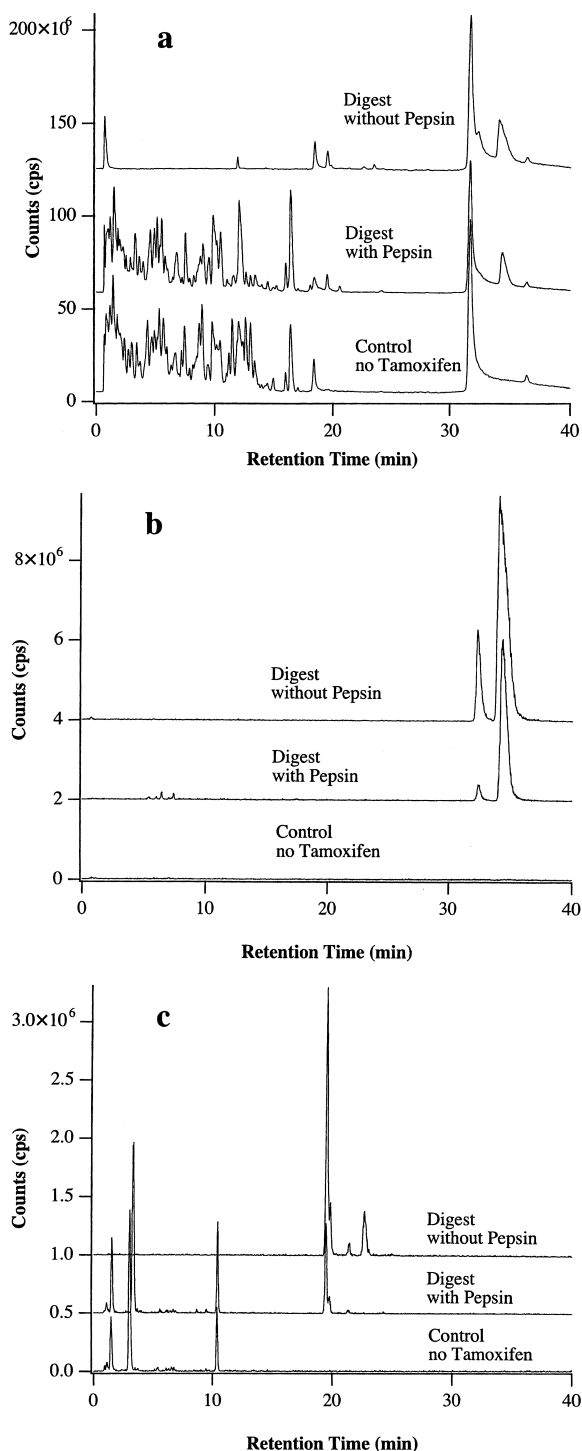 a
200×10⁶
150
100
50
0
Counts (cps)
Digest
without Pepsin
Digest
with Pepsin
Control
no Tamoxifen
0 10 20 30 40
Retention Time (min)
b
8×10⁶
6
4
2
0
Counts (cps)
Digest
without Pepsin
Digest
with Pepsin
Control
no Tamoxifen
0 10 20 30 40
Retention Time (min)
c
3.0×10⁶
2.5
2.0
1.5
1.0
0.5
0.0
Counts (cps)
Digest
without Pepsin
Digest
with Pepsin
Control
no Tamoxifen
0 10 20 30 40
Retention Time (min)